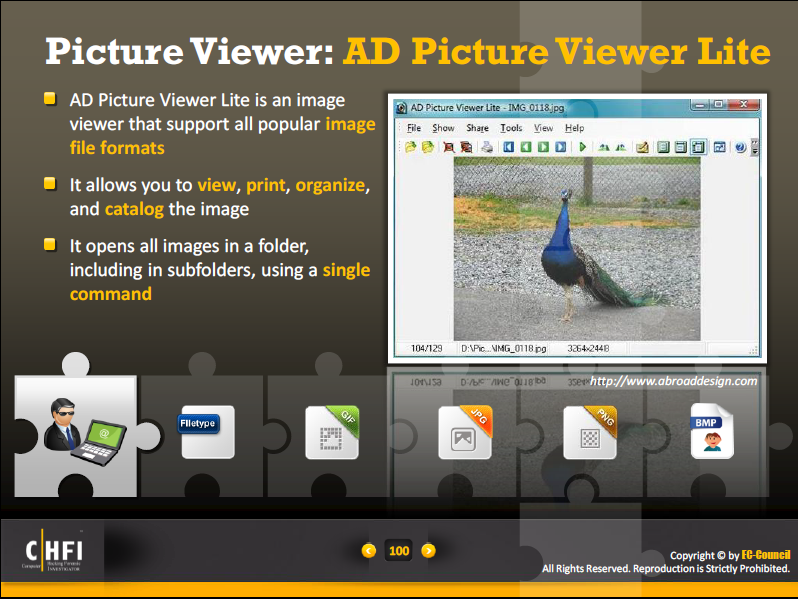 Picture Viewer: AD Picture Viewer Lite
AD Picture Viewer Lite is an image
viewer that support all popular image
file formats
It allows you to view, print, organize,
and catalog the image
It opens all images in a folder,
including in subfolders, using a single
command
AD Picture Viewer Lite - IMG_0118.jpg
File Show Share Tools View Help
104/129 D:\Pic...\IMG_0118.jpg 3264x2448
http://www.abroaddesign.com
Filetype
GIF
JPG
PNG
BMP
CHFI
Computer Hacking Forensic
INVESTIGATOR
100
Copyright © by EC-Council
All Rights Reserved. Reproduction is Strictly Prohibited.